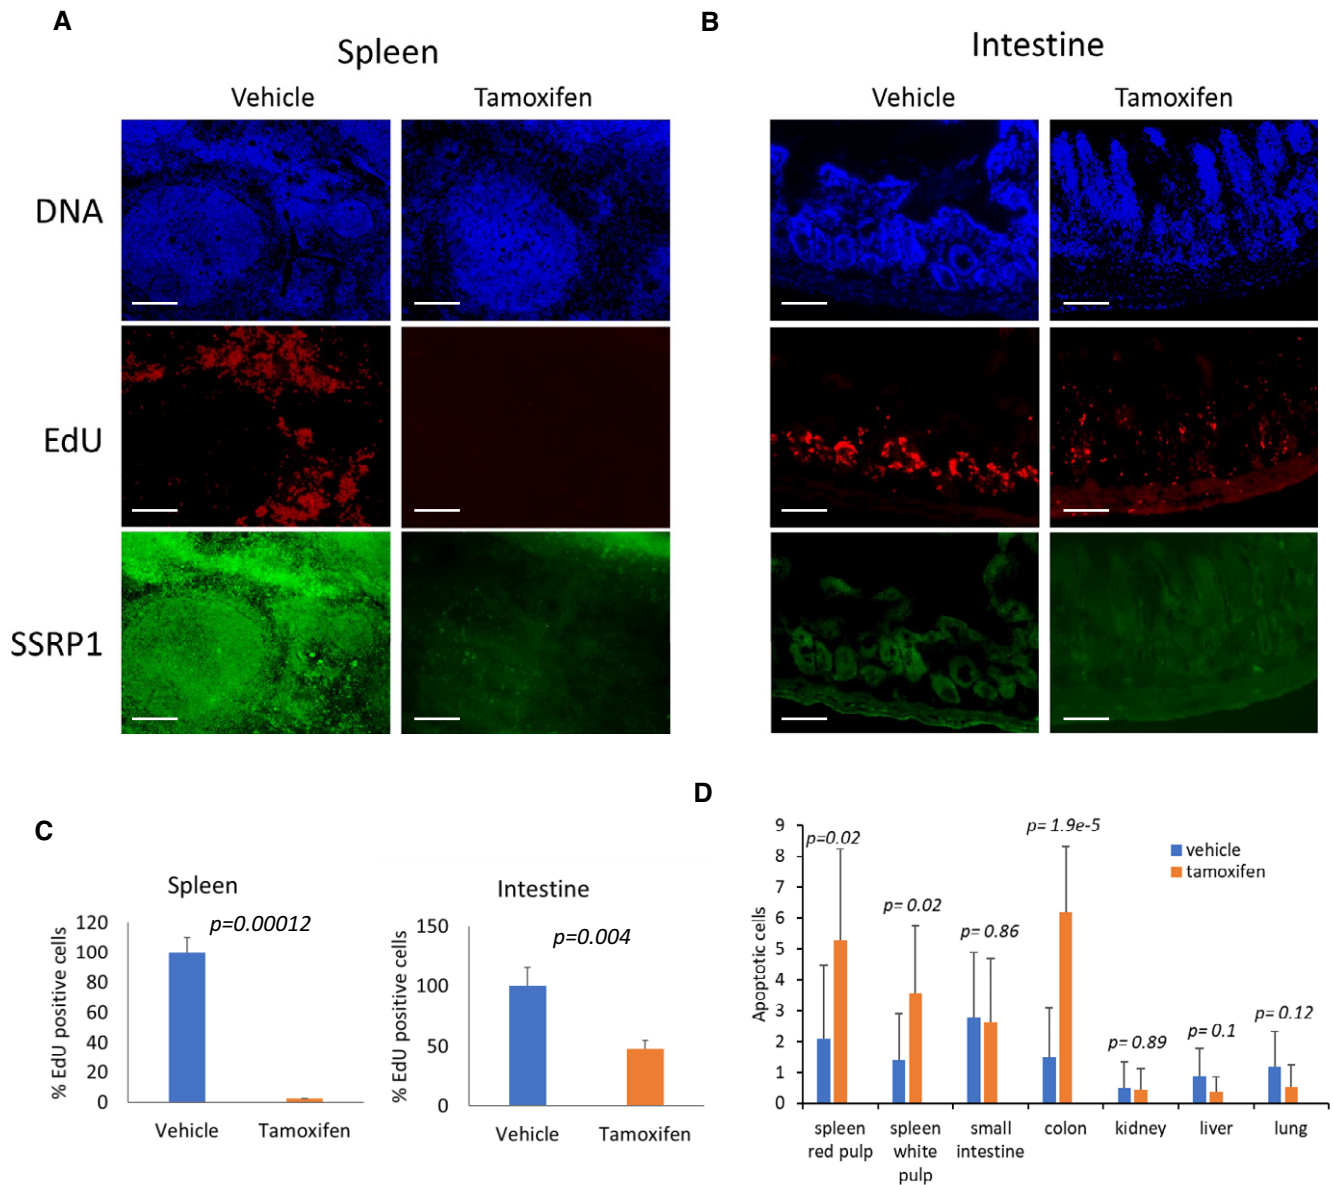 A
Spleen
Vehicle Tamoxifen
DNA
EdU
SSRP1
B
Intestine
Vehicle Tamoxifen
C
Spleen
p=0.00012
% EdU positive cells
120
100
80
60
40
20
0
Vehicle Tamoxifen
Intestine
p=0.004
% EdU positive cells
150
100
50
0
Vehicle Tamoxifen
D
Apoptotic cells
9
8
7
6
5
4
3
2
1
0
p=0.02
p= 0.02
p= 0.86
p= 1.9e-5
p= 0.89
p= 0.1
p= 0.12
vehicle
tamoxifen
spleen
red pulp
spleen
white
pulp
small
intestine
colon
kidney
liver
lung